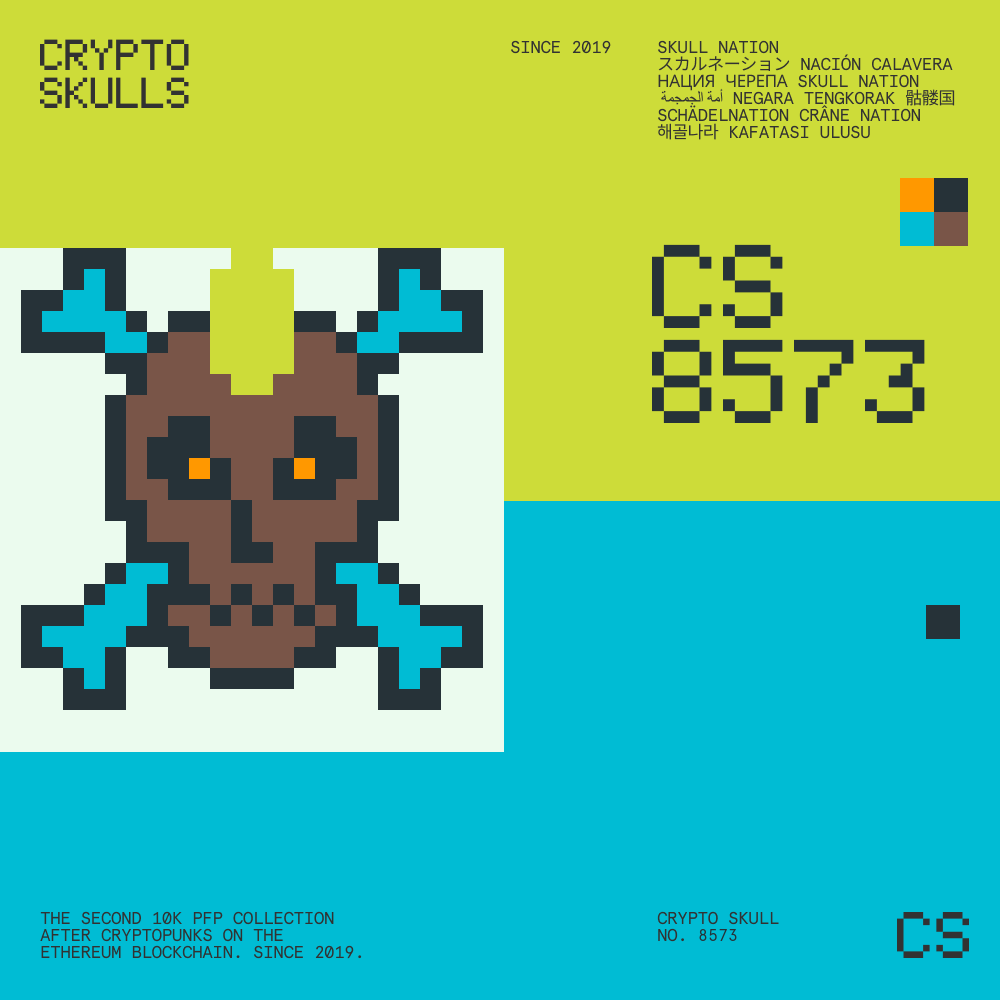 CRYPTO
SKULLS
SINCE 2019
SKULL NATION
スカルネーション NACIÓN CALAVERA
НАЦИЯ ЧЕРЕПА SKULL NATION
أمة الجمجمة NEGARA TENGKORAK 骷髅国
SCHÄDELNATION CRÂNE NATION
해골나라 KAFATASI ULUSU
CS
8573
THE SECOND 10K PFP COLLECTION
AFTER CRYPTOPUNKS ON THE
ETHEREUM BLOCKCHAIN. SINCE 2019.
CRYPTO SKULL
NO. 8573
CS